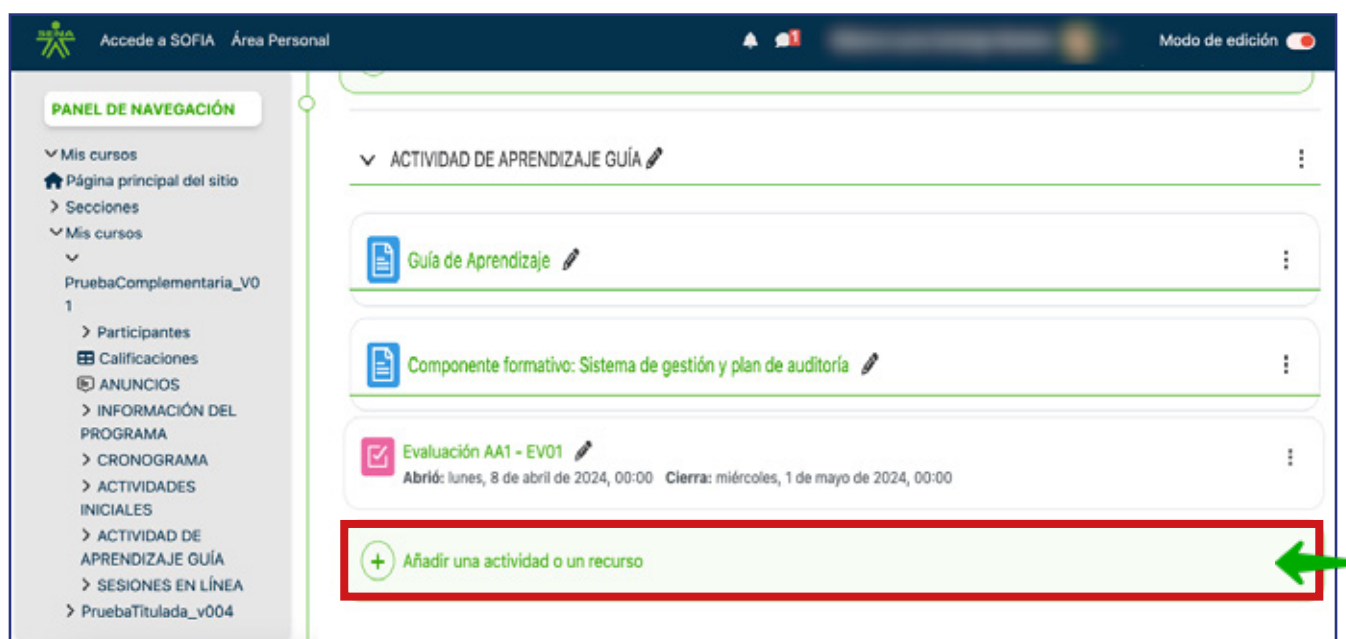 SENA
Accede a SOFIA Área Personal
1
Modo de edición
PANEL DE NAVEGACIÓN
Mis cursos
Página principal del sitio
Secciones
Mis cursos
PruebaComplementaria_V0
1
Participantes
Calificaciones
ANUNCIOS
INFORMACIÓN DEL
PROGRAMA
CRONOGRAMA
ACTIVIDADES
INICIALES
ACTIVIDAD DE
APRENDIZAJE GUÍA
SESIONES EN LÍNEA
PruebaTitulada_v004
ACTIVIDAD DE APRENDIZAJE GUÍA
Guía de Aprendizaje
Componente formativo: Sistema de gestión y plan de auditoría
Evaluación AA1 - EV01
Abrió: lunes, 8 de abril de 2024, 00:00 Cierra: miércoles, 1 de mayo de 2024, 00:00
Añadir una actividad o un recurso